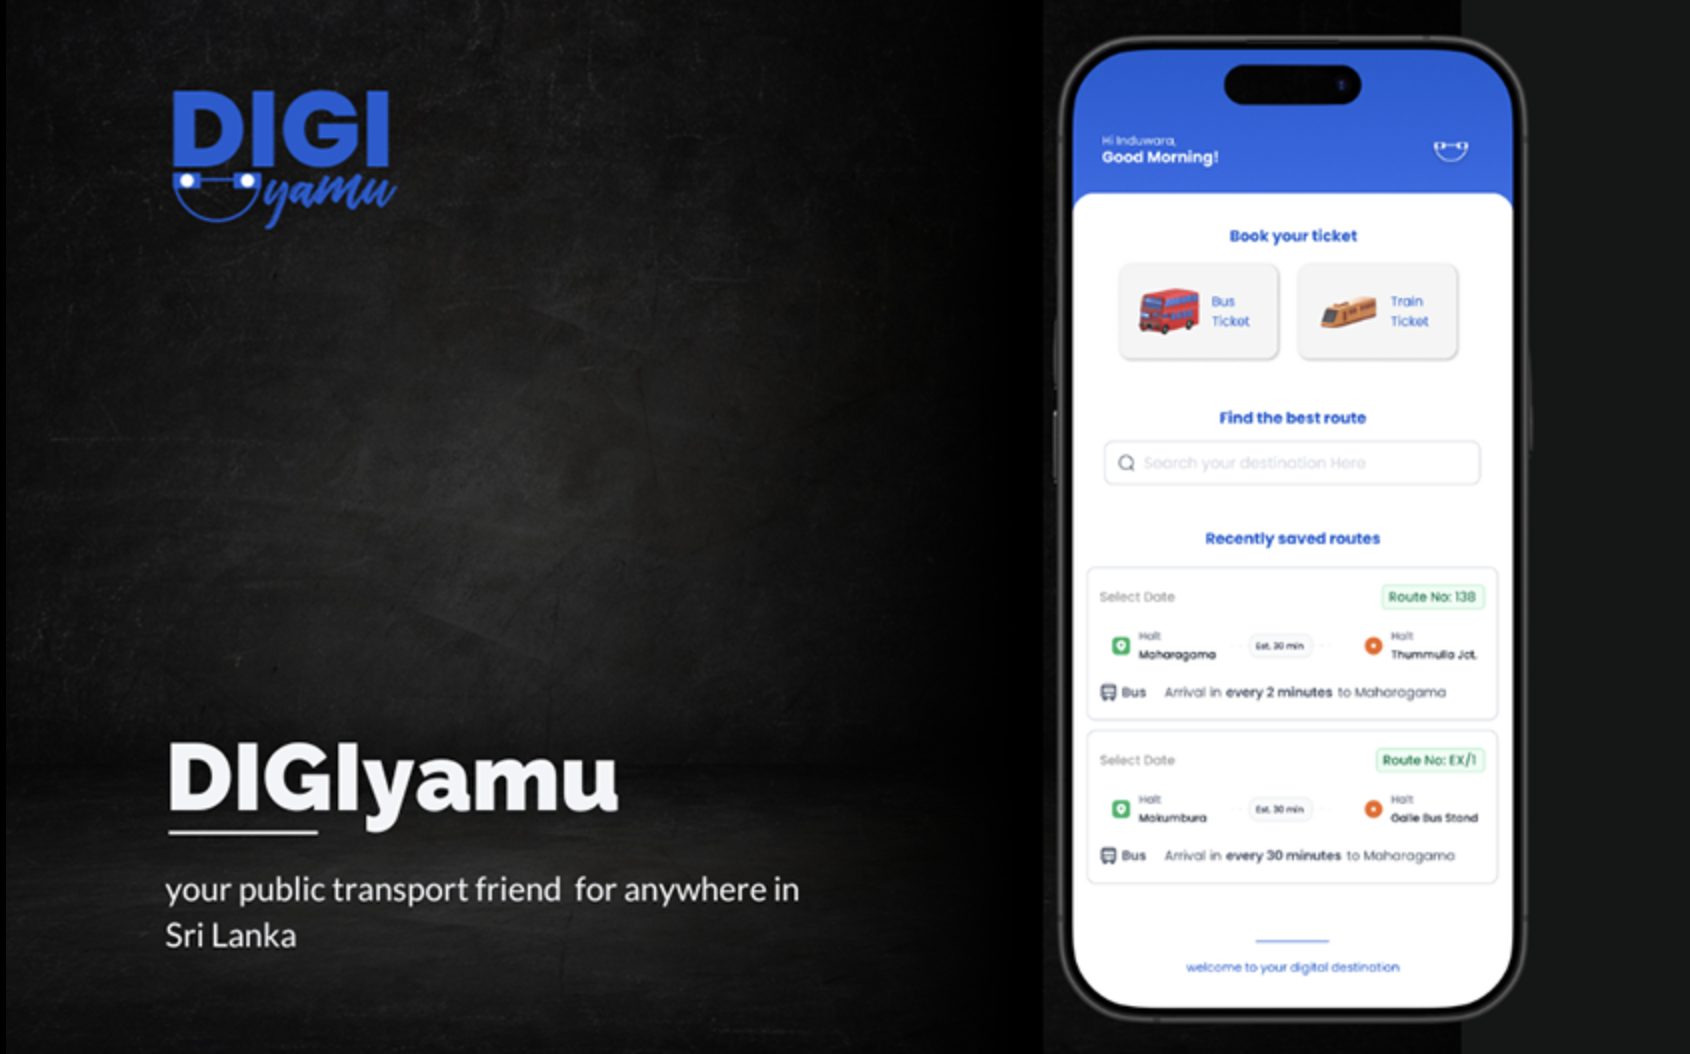 DIGI
yamu
DIGIyamu
your public transport friend for anywhere in
Sri Lanka
Hi Induwara,
Good Morning!
Book your ticket
Bus
Ticket
Train
Ticket
Find the best route
Search your destination Here
Recently saved routes
Select Date
Route No: 138
Halt
Maharagama
Est. 30 min
Halt
Thummulla Jct.
Bus Arrival in every 2 minutes to Maharagama
Select Date
Route No: EX/1
Halt
Makumbura
Est. 30 min
Halt
Galle Bus Stand
Bus Arrival in every 30 minutes to Maharagama
welcome to your digital destination